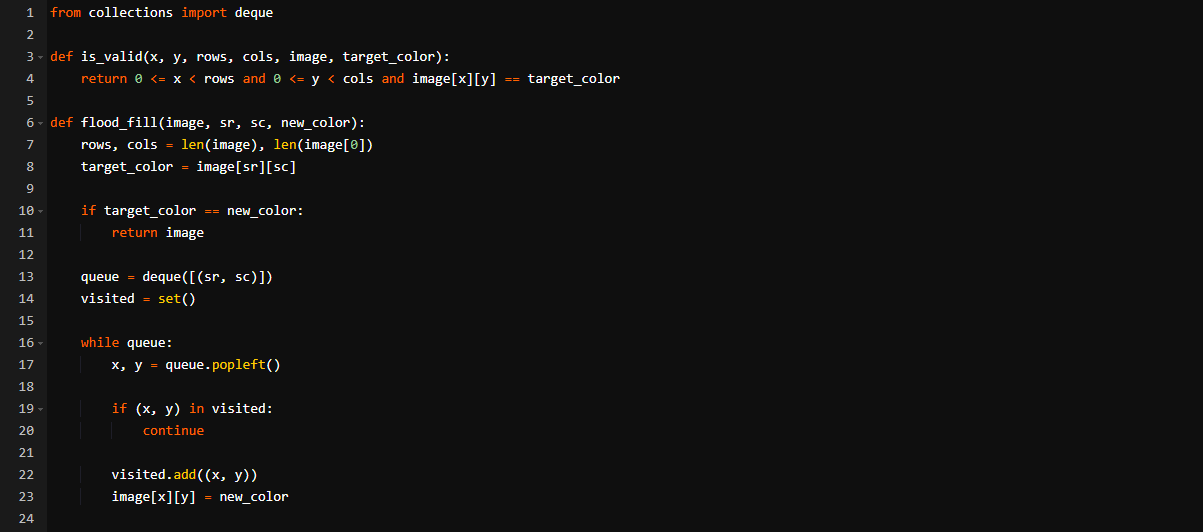 1 from collections import deque
2
3 def is_valid(x, y, rows, cols, image, target_color):
4     return 0 <= x < rows and 0 <= y < cols and image[x][y] == target_color
5
6 def flood_fill(image, sr, sc, new_color):
7     rows, cols = len(image), len(image[0])
8     target_color = image[sr][sc]
9
10     if target_color == new_color:
11         return image
12
13     queue = deque([(sr, sc)])
14     visited = set()
15
16     while queue:
17         x, y = queue.popleft()
18
19         if (x, y) in visited:
20             continue
21
22         visited.add((x, y))
23         image[x][y] = new_color
24